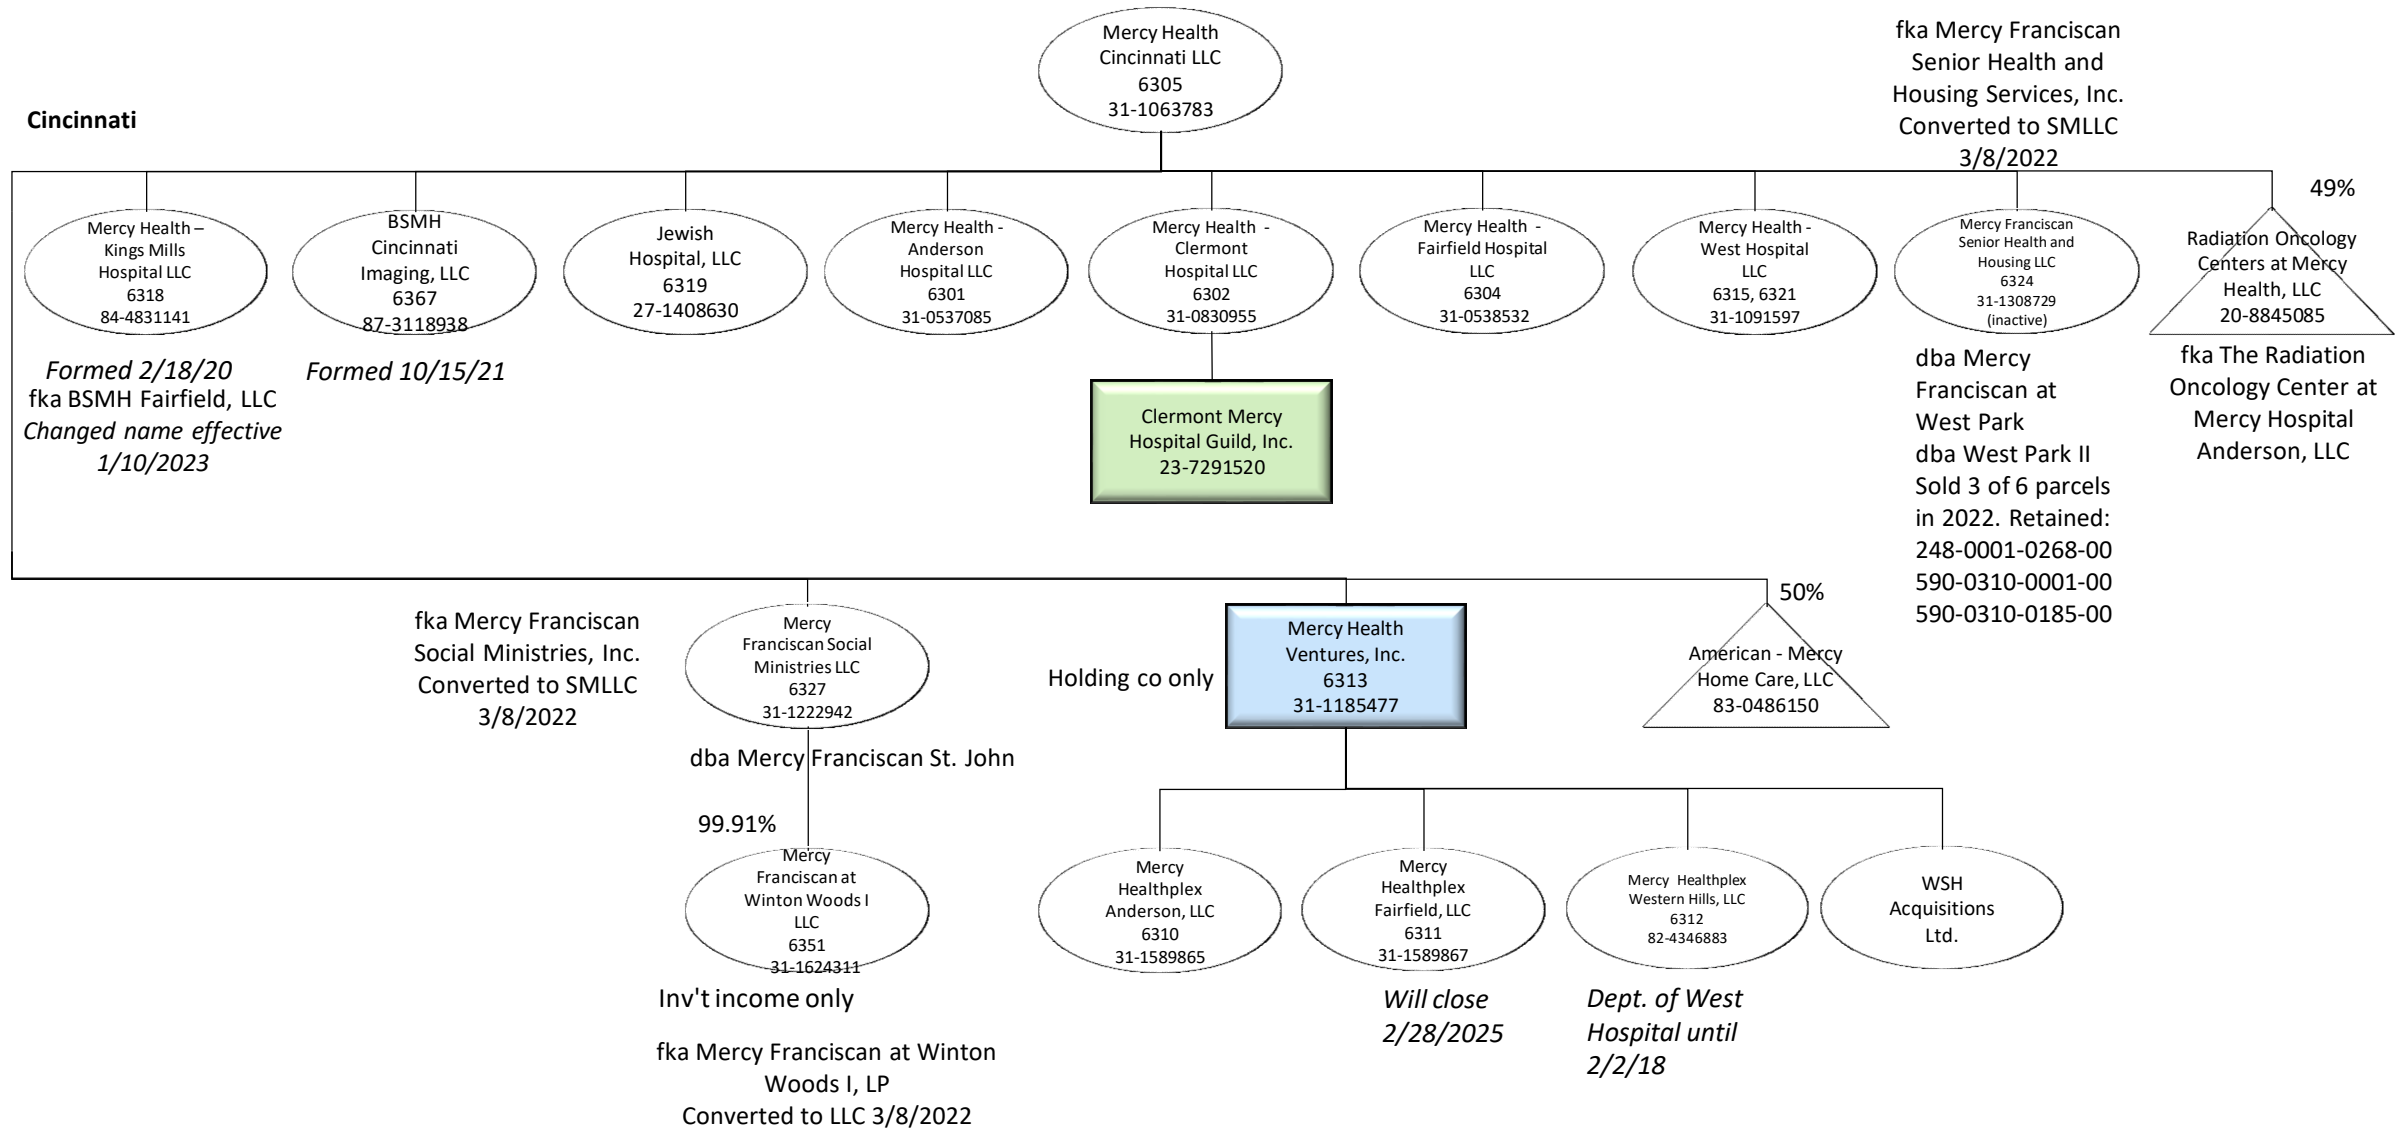 Mercy Health
Cincinnati LLC
6305
31-1063783
fka Mercy Franciscan
Senior Health and
Housing Services, Inc.
Converted to SMLLC
3/8/2022
Cincinnati
49%
Mercy Health –
Kings Mills
Hospital LLC
6318
84-4831141
BSMH
Cincinnati
Imaging, LLC
6367
87-3118938
Jewish
Hospital, LLC
6319
27-1408630
Mercy Health -
Anderson
Hospital LLC
6301
31-0537085
Mercy Health -
Clermont
Hospital LLC
6302
31-0830955
Mercy Health -
Fairfield Hospital
LLC
6304
31-0538532
Mercy Health -
West Hospital
LLC
6315, 6321
31-1091597
Mercy Franciscan
Senior Health and
Housing LLC
6324
31-1308729
(inactive)
Radiation Oncology
Centers at Mercy
Health, LLC
20-8845085
Formed 2/18/20
fka BSMH Fairfield, LLC
Changed name effective
1/10/2023
Formed 10/15/21
Clermont Mercy
Hospital Guild, Inc.
23-7291520
dba Mercy
Franciscan at
West Park
dba West Park II
Sold 3 of 6 parcels
in 2022. Retained:
248-0001-0268-00
590-0310-0001-00
590-0310-0185-00
fka The Radiation
Oncology Center at
Mercy Hospital
Anderson, LLC
fka Mercy Franciscan
Social Ministries, Inc.
Converted to SMLLC
3/8/2022
Mercy
Franciscan Social
Ministries LLC
6327
31-1222942
Holding co only
Mercy Health
Ventures, Inc.
6313
31-1185477
50%
American - Mercy
Home Care, LLC
83-0486150
dba Mercy Franciscan St. John
99.91%
Mercy
Franciscan at
Winton Woods I
LLC
6351
31-1624311
Mercy
Healthplex
Anderson, LLC
6310
31-1589865
Mercy
Healthplex
Fairfield, LLC
6311
31-1589867
Mercy Healthplex
Western Hills, LLC
6312
82-4346883
WSH
Acquisitions
Ltd.
Inv't income only
fka Mercy Franciscan at Winton
Woods I, LP
Converted to LLC 3/8/2022
Will close
2/28/2025
Dept. of West
Hospital until
2/2/18